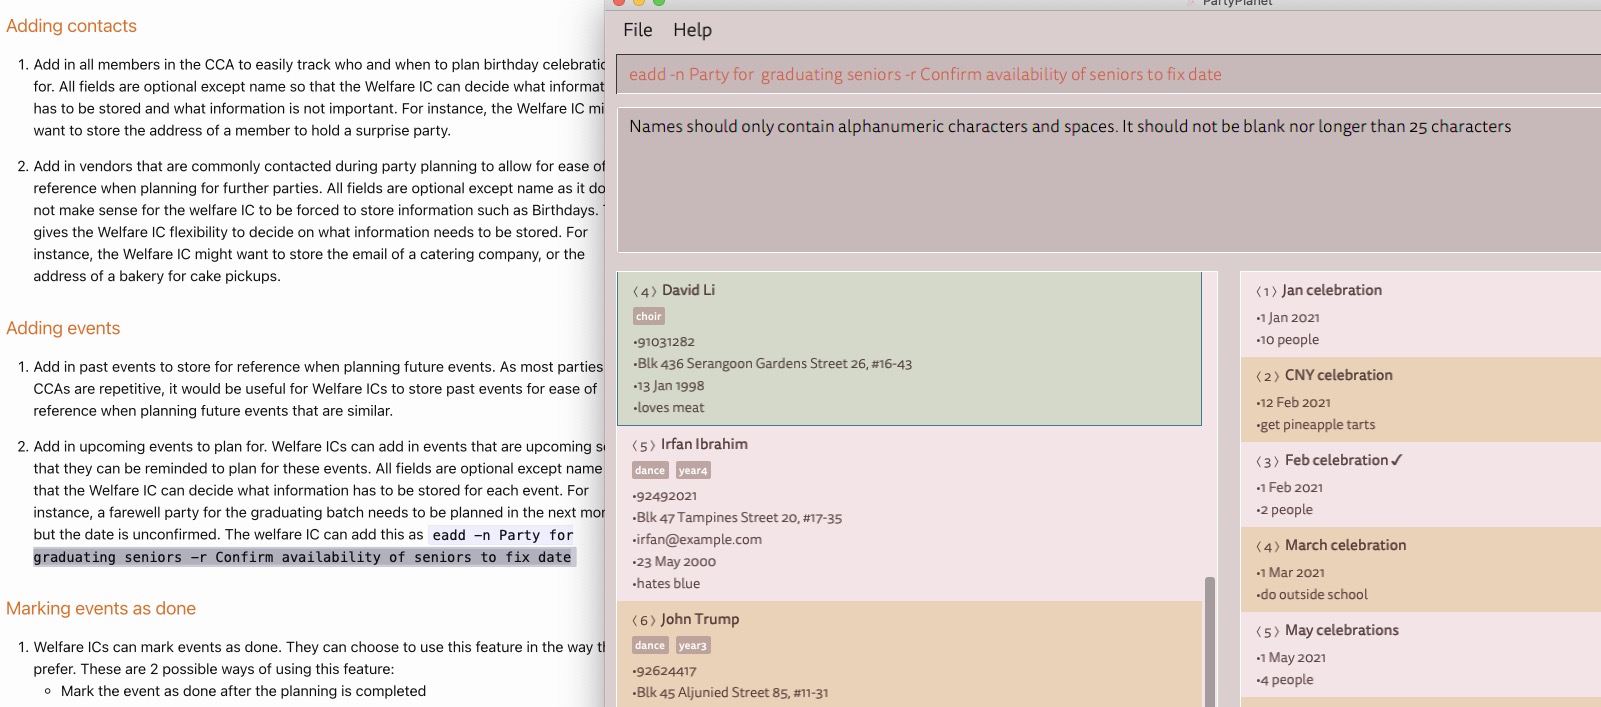 Adding contacts
1. Add in all members in the CCA to easily track who and when to plan birthday
for. All fields are optional except name so that the Welfare IC can decide what
has to be stored and what information is not important. For instance, the Welfare IC
want to store the address of a member to hold a surprise party.
2. Add in vendors that are commonly contacted during party planning to allow for ease of
reference when planning for further parties. All fields are optional except name as it
not make sense for the welfare IC to be forced to store information such as Birthdays.
gives the Welfare IC flexibility to decide on what information needs to be stored. For
instance, the Welfare IC might want to store the email of a catering company, or the
address of a bakery for cake pickups.
Adding events
1. Add in past events to store for reference when planning future events. As most parties
CCAs are repetitive, it would be useful for Welfare ICs to store past events for ease of
reference when planning future events that are similar.
2. Add in upcoming events to plan for. Welfare ICs can add in events that are upcoming
that they can be reminded to plan for these events. All fields are optional except name
that the Welfare IC can decide what information has to be stored for each event. For
instance, a farewell party for the graduating batch needs to be planned in the next
but the date is unconfirmed. The welfare IC can add this as eadd -n Party for
graduating seniors -r Confirm availability of seniors to fix date
Marking events as done
1. Welfare ICs can mark events as done. They can choose to use this feature in the way
prefer. These are 2 possible ways of using this feature:
◦ Mark the event as done after the planning is completed
PartyPlanet
File Help
eadd -n Party for  graduating seniors -r Confirm availability of seniors to fix date
Names should only contain alphanumeric characters and spaces. It should not be blank nor longer than 25 characters
⟨4⟩ David Li
choir
•91031282
•Blk 436 Serangoon Gardens Street 26, #16-43
•13 Jan 1998
•loves meat
⟨5⟩ Irfan Ibrahim
dance year4
•92492021
•Blk 47 Tampines Street 20, #17-35
•irfan@example.com
•23 May 2000
•hates blue
⟨6⟩ John Trump
dance year3
•92624417
•Blk 45 Aljunied Street 85, #11-31
⟨1⟩ Jan celebration
•1 Jan 2021
•10 people
⟨2⟩ CNY celebration
•12 Feb 2021
•get pineapple tarts
⟨3⟩ Feb celebration ✓
•1 Feb 2021
•2 people
⟨4⟩ March celebration
•1 Mar 2021
•do outside school
⟨5⟩ May celebrations
•1 May 2021
•4 people